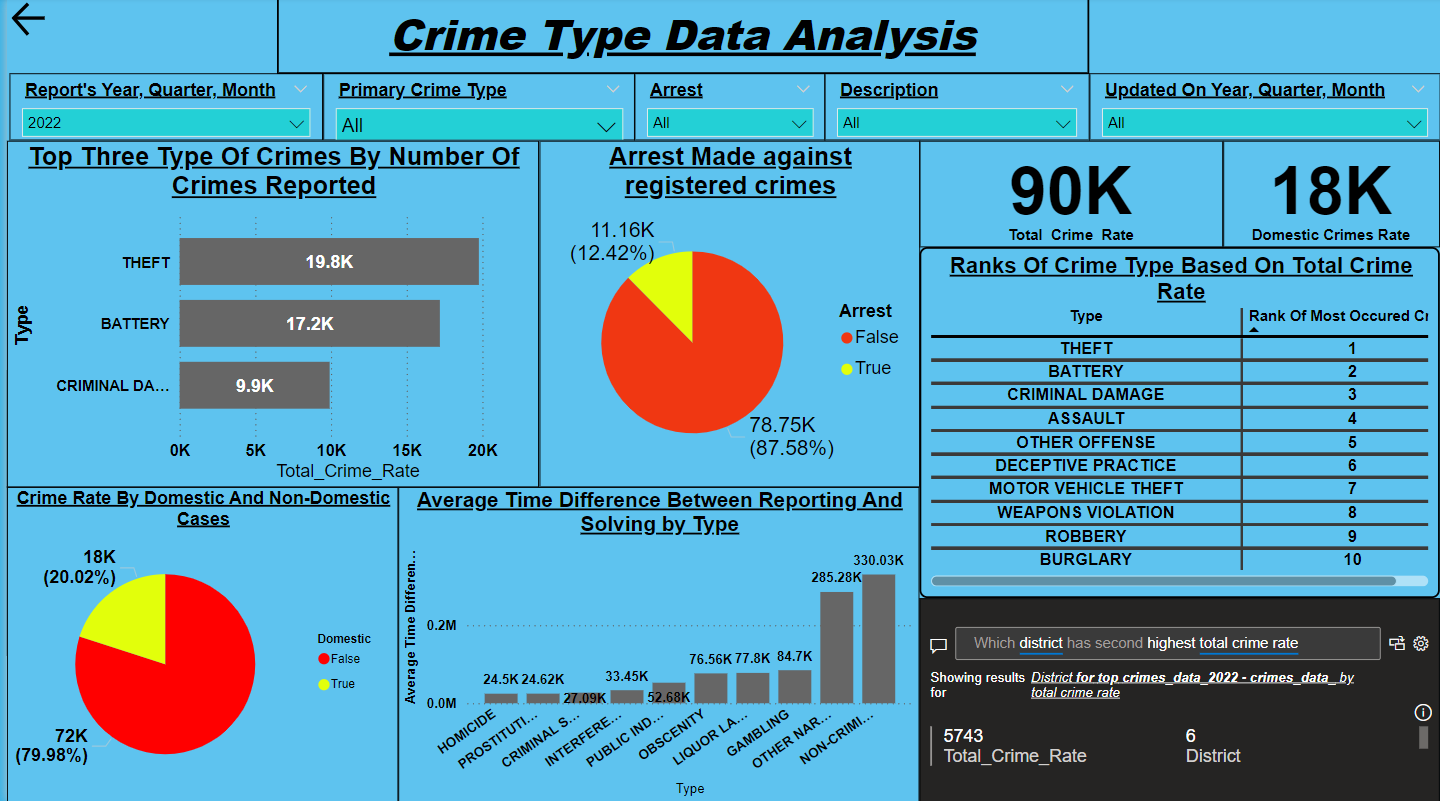 Crime Type Data Analysis
Report's Year, Quarter, Month
2022
Primary Crime Type
All
Arrest
All
Description
All
Updated On Year, Quarter, Month
All
Top Three Type Of Crimes By Number Of
Crimes Reported
Type
THEFT
19.8K
BATTERY
17.2K
CRIMINAL DA...
9.9K
0K 5K 10K 15K 20K
Total_Crime_Rate
Arrest Made against
registered crimes
11.16K
(12.42%)
78.75K
(87.58%)
Arrest
False
True
90K
Total_Crime_Rate
18K
Domestic Crimes Rate
Ranks Of Crime Type Based On Total Crime
Rate
Type Rank Of Most Occured Cr
THEFT 1
BATTERY 2
CRIMINAL DAMAGE 3
ASSAULT 4
OTHER OFFENSE 5
DECEPTIVE PRACTICE 6
MOTOR VEHICLE THEFT 7
WEAPONS VIOLATION 8
ROBBERY 9
BURGLARY 10
Crime Rate By Domestic And Non-Domestic
Cases
18K
(20.02%)
72K
(79.98%)
Domestic
False
True
Average Time Difference Between Reporting And
Solving by Type
Average Time Differen...
0.2M
0.0M
24.5K 24.62K 27.09K 33.45K 52.68K 76.56K 77.8K 84.7K 285.28K 330.03K
HOMICIDE
PROSTITUTI...
CRIMINAL S...
INTERFERE...
PUBLIC IND...
OBSCENITY
LIQUOR LA...
GAMBLING
OTHER NAR...
NON-CRIMI...
Type
Which district has second highest total crime rate
Showing results District for top crimes_data_2022 - crimes_data_ by
for total crime rate
5743 6
Total_Crime_Rate District